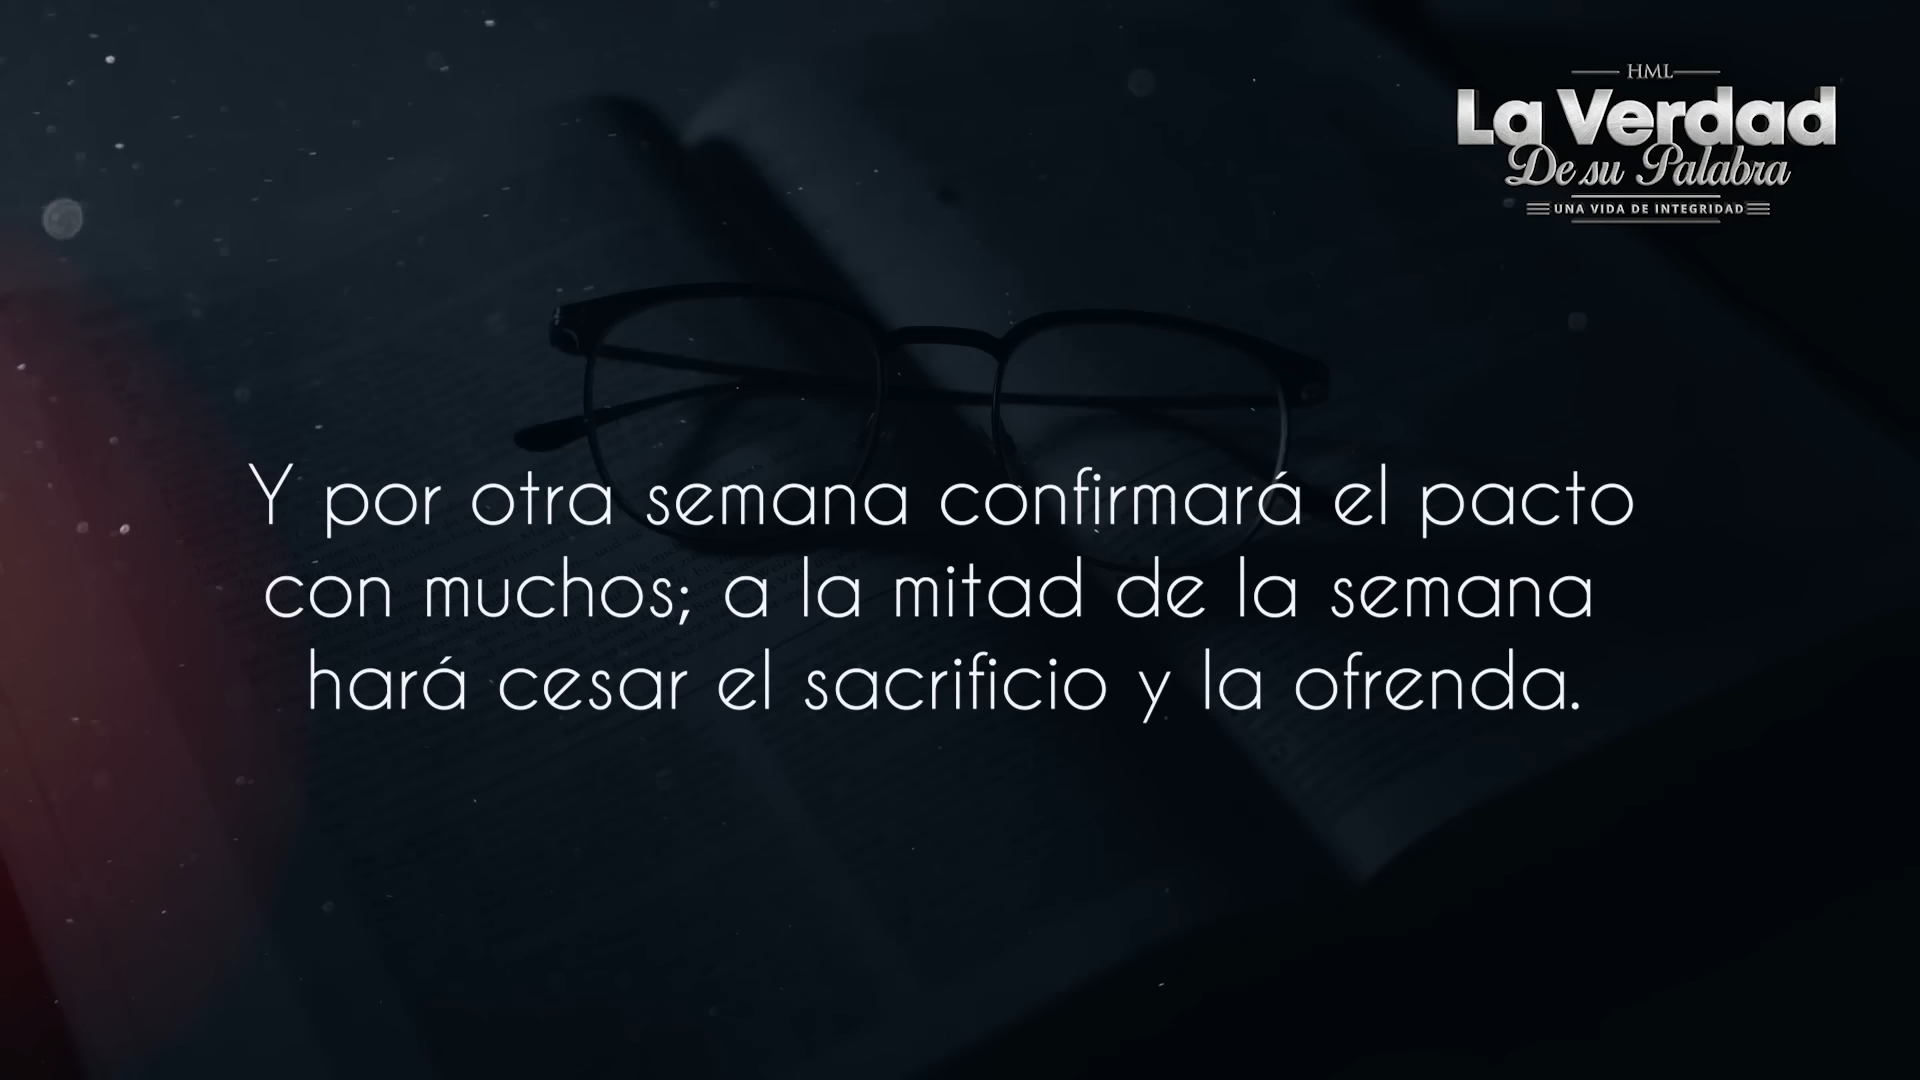 HML
La Verdad
De su Palabra
UNA VIDA DE INTEGRIDAD
Y por otra semana confirmará el pacto
con muchos; a la mitad de la semana
hará cesar el sacrificio y la ofrenda.